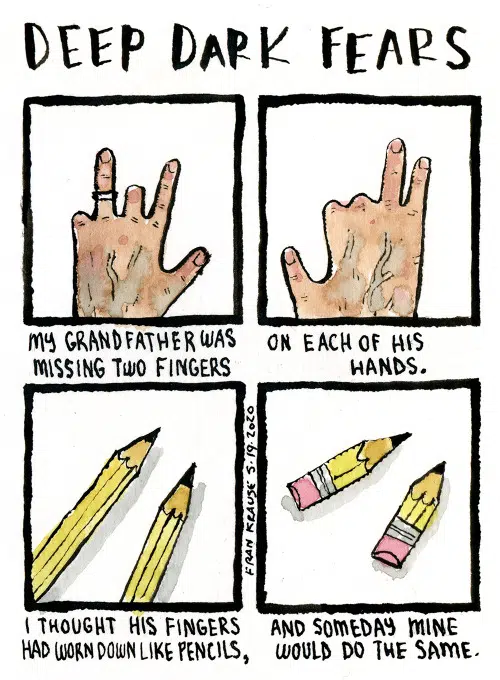 DEEP DARK FEARS
MY GRANDFATHER WAS
MISSING TWO FINGERS
ON EACH OF HIS
HANDS.
FRAN KRAUSE 5·19·2020
I THOUGHT HIS FINGERS
HAD WORN DOWN LIKE PENCILS,
AND SOMEDAY MINE
WOULD DO THE SAME.